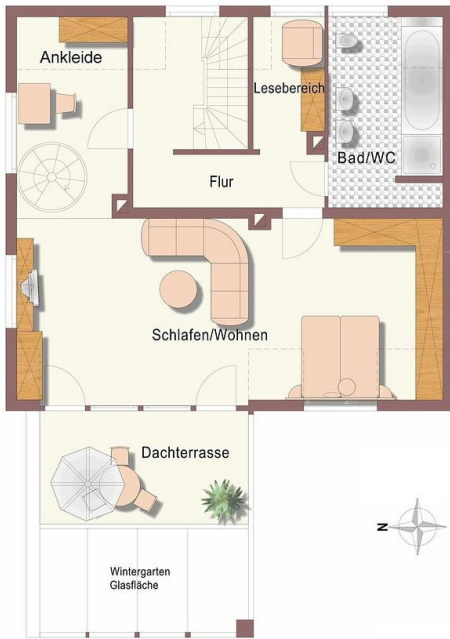 Ankleide
Lesebereich
Bad/WC
Flur
Schlafen/Wohnen
Dachterrasse
N
Wintergarten
Glasfläche